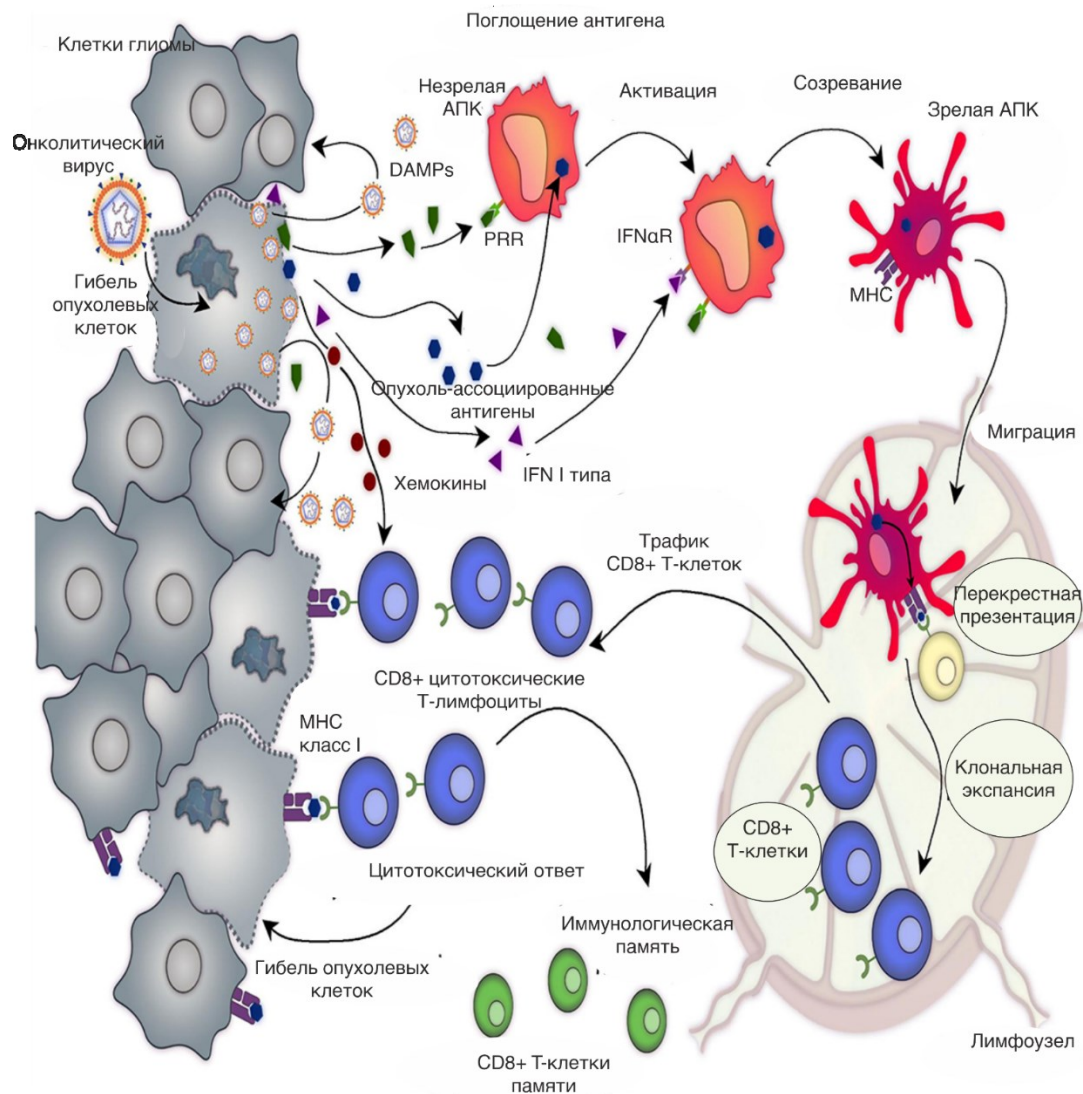 Поглощение антигена
Клетки глиомы
Незрелая
АПК
Активация
Созревание
Зрелая АПК
Онколитический
вирус
DAMPs
PRR
IFNαR
MHC
Гибель
опухолевых
клеток
Опухоль-ассоциированные
антигены
IFN I типа
Хемокины
Миграция
Трафик
CD8+ Т-клеток
Перекрестная
презентация
CD8+ цитотоксические
Т-лимфоциты
MHC
класс I
Клональная
экспансия
CD8+
Т-клетки
Цитотоксический ответ
Иммунологическая
память
Гибель опухолевых
клеток
Лимфоузел
CD8+ Т-клетки
памяти